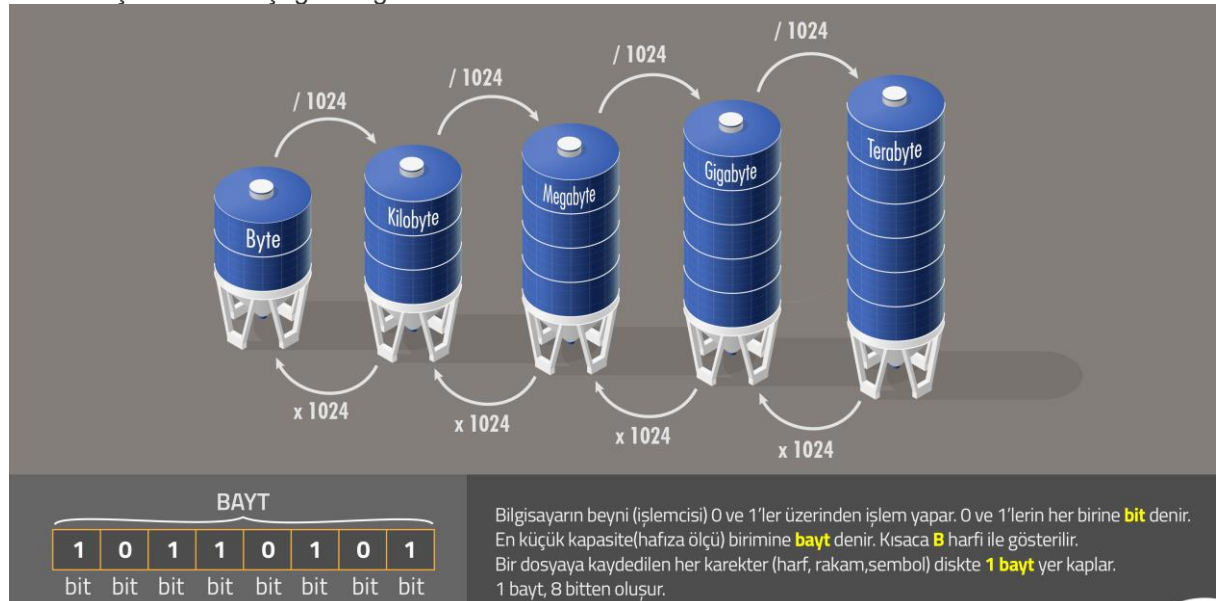 / 1024
/ 1024
/ 1024
/ 1024
Byte
Kilobyte
Megabyte
Gigabyte
Terabyte
x 1024
x 1024
x 1024
x 1024
BAYT
1 0 1 1 0 1 0 1
bit bit bit bit bit bit bit bit
Bilgisayarın beyni (işlemcisi) 0 ve 1'ler üzerinden işlem yapar. 0 ve 1'lerin her birine bit denir.
En küçük kapasite(hafıza ölçü) birimine bayt denir. Kısaca B harfi ile gösterilir.
Bir dosyaya kaydedilen her karekter (harf, rakam,sembol) diskte 1 bayt yer kaplar.
1 bayt, 8 bitten oluşur.